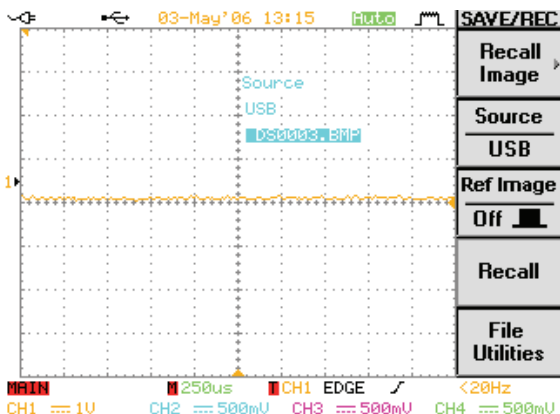 03-May'06 13:15 Auto
SAVE/REC
Recall
Image
Source
USB
DS0003.BMP
Source
USB
1
Ref Image
Off
Recall
File
Utilities
MAIN M 250us T CH1 EDGE <20Hz
CH1 1V CH2 500mV CH3 500mV CH4 500mV